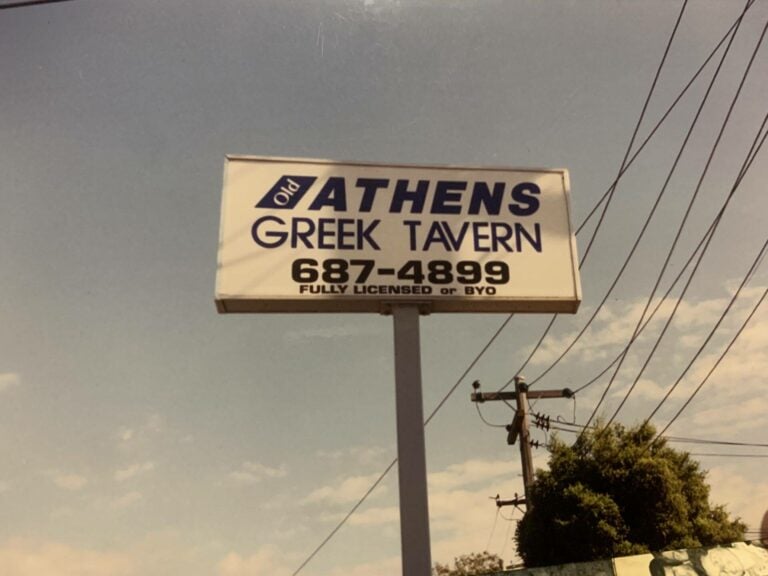 Old ATHENS
GREEK TAVERN
687-4899
FULLY LICENSED or BYO